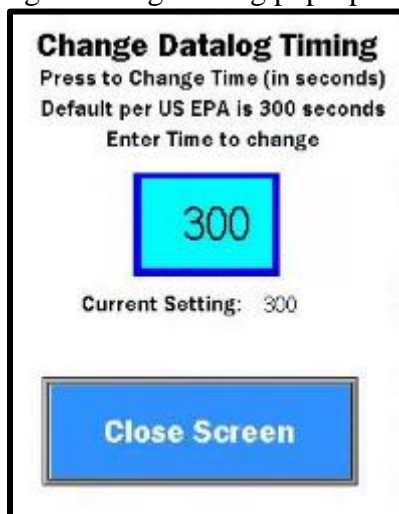 Change Datalog Timing
Press to Change Time (in seconds)
Default per US EPA is 300 seconds
Enter Time to change
300
Current Setting: 300
Close Screen